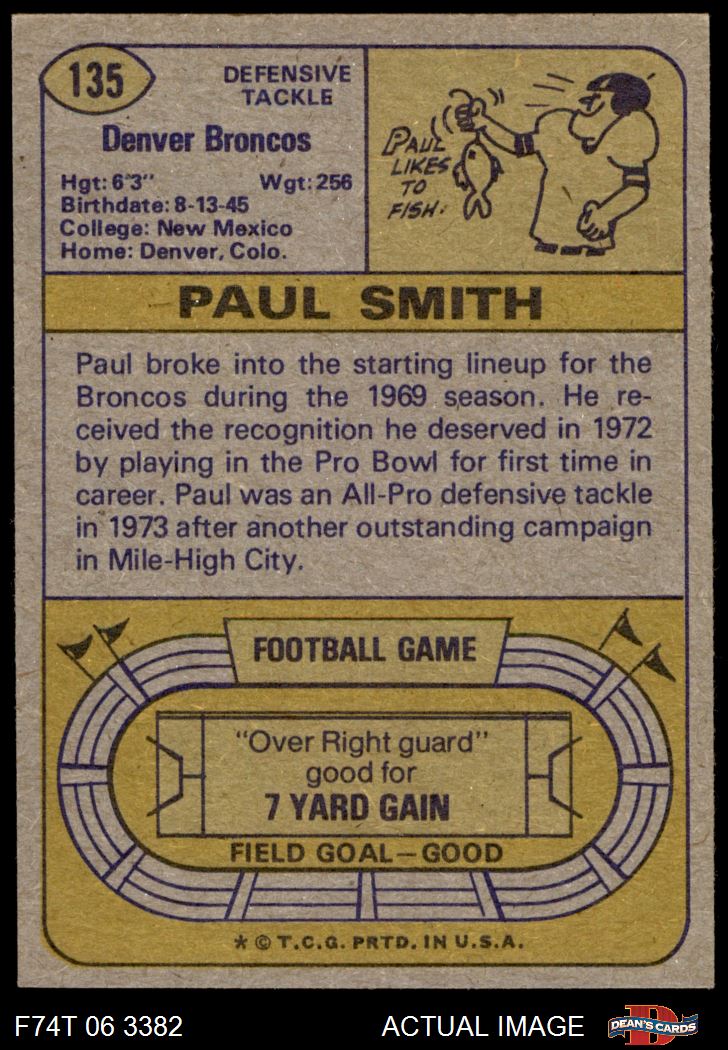 135
DEFENSIVE
TACKLE
Denver Broncos
Hgt: 6'3" Wgt: 256
Birthdate: 8-13-45
College: New Mexico
Home: Denver, Colo.
PAUL
LIKES
TO
FISH.
PAUL SMITH
Paul broke into the starting lineup for the
Broncos during the 1969 season. He re-
ceived the recognition he deserved in 1972
by playing in the Pro Bowl for first time in
career. Paul was an All-Pro defensive tackle
in 1973 after another outstanding campaign
in Mile-High City.
FOOTBALL GAME
"Over Right guard"
good for
7 YARD GAIN
FIELD GOAL—GOOD
* © T.C.G. PRTD. IN U.S.A.
F74T 06 3382
ACTUAL IMAGE
D
DEAN'S CARDS